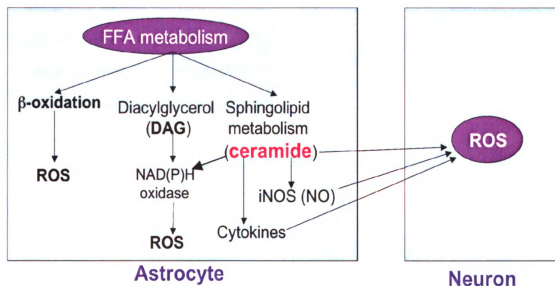 FFA metabolism
β-oxidation
Diacylglycerol
(DAG)
Sphingolipid
metabolism
(ceramide)
ROS
ROS
NAD(P)H
oxidase
iNOS (NO)
ROS
Cytokines
Astrocyte
Neuron